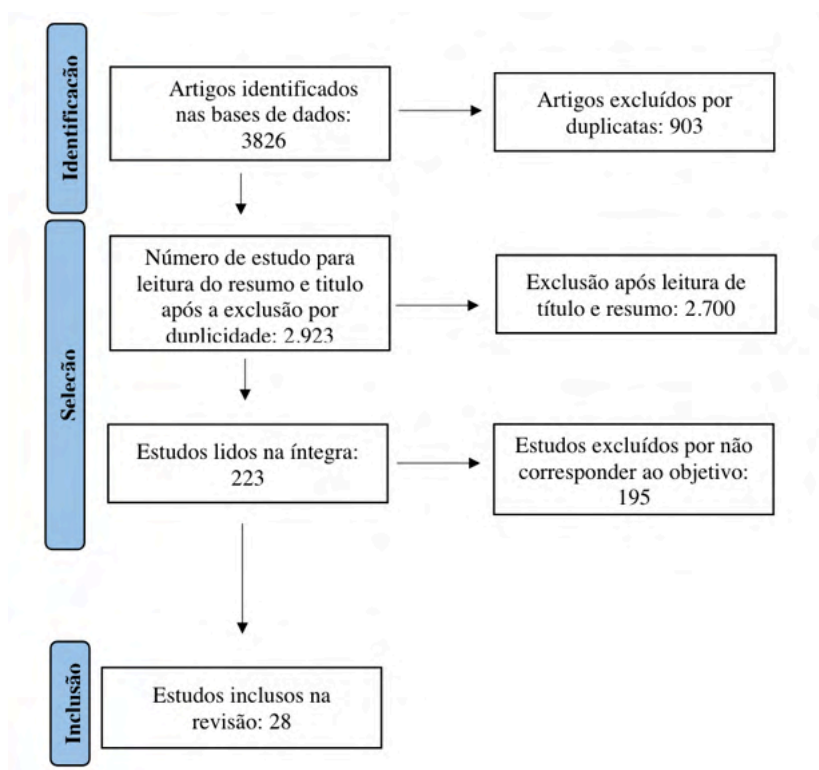 Identificação
Artigos identificados
nas bases de dados:
3826
Artigos excluídos por
duplicatas: 903
Seleção
Número de estudo para
leitura do resumo e titulo
após a exclusão por
duplicidade: 2.923
Exclusão após leitura de
título e resumo: 2.700
Estudos lidos na íntegra:
223
Estudos excluídos por não
corresponder ao objetivo:
195
Inclusão
Estudos inclusos na
revisão: 28